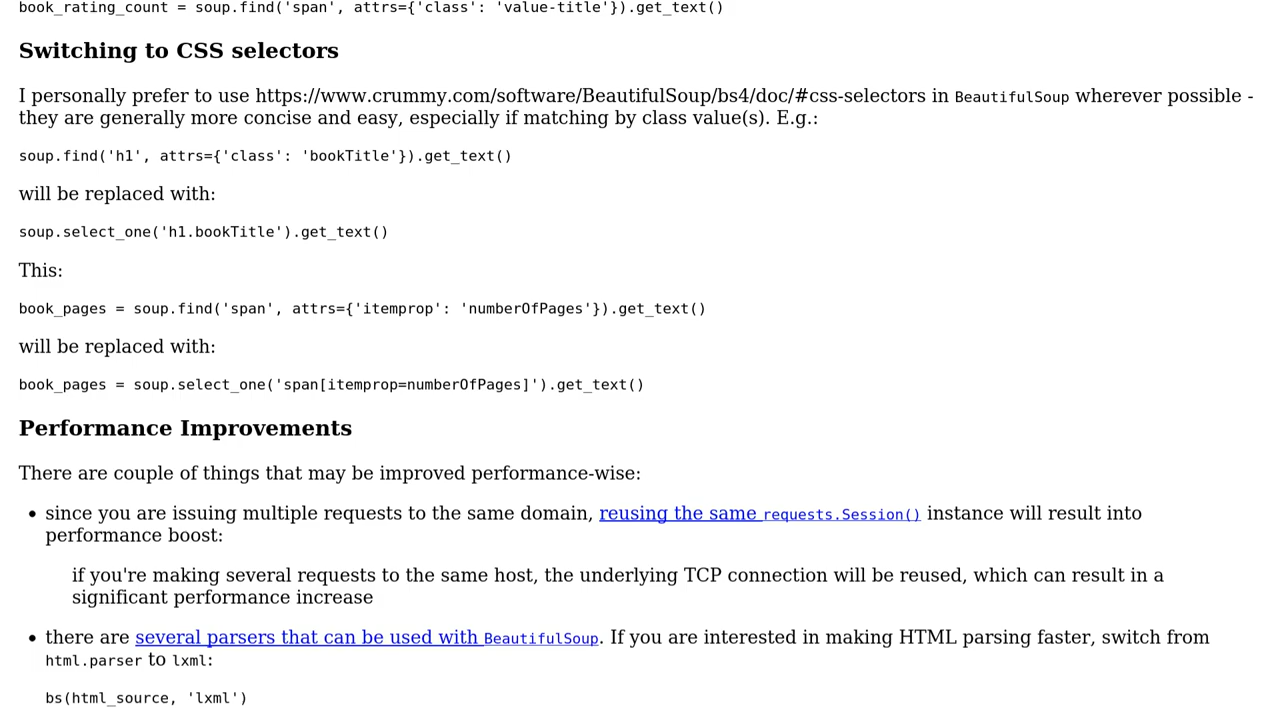 book_rating_count = soup.find('span', attrs={'class': 'value-title'}).get_text()
Switching to CSS selectors
I personally prefer to use https://www.crummy.com/software/BeautifulSoup/bs4/doc/#css-selectors in BeautifulSoup wherever possible -
they are generally more concise and easy, especially if matching by class value(s). E.g.:
soup.find('h1', attrs={'class': 'bookTitle'}).get_text()
will be replaced with:
soup.select_one('h1.bookTitle').get_text()
This:
book_pages = soup.find('span', attrs={'itemprop': 'numberOfPages'}).get_text()
will be replaced with:
book_pages = soup.select_one('span[itemprop=numberOfPages]').get_text()
Performance Improvements
There are couple of things that may be improved performance-wise:
• since you are issuing multiple requests to the same domain, reusing the same requests.Session() instance will result into
performance boost:
if you're making several requests to the same host, the underlying TCP connection will be reused, which can result in a
significant performance increase
• there are several parsers that can be used with BeautifulSoup. If you are interested in making HTML parsing faster, switch from
html.parser to lxml:
bs(html_source, 'lxml')